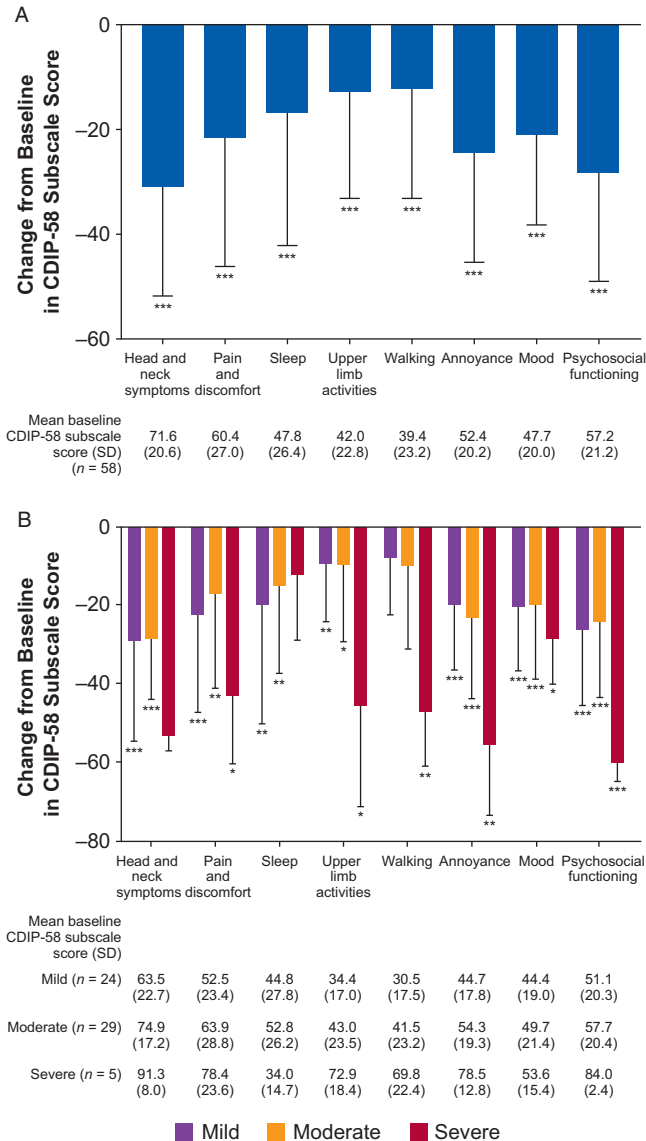 A
Change from Baseline
in CDIP-58 Subscale Score
0
–20
–40
–60
*** *** *** *** *** *** *** ***
Head and neck symptoms
Pain and discomfort
Sleep
Upper limb activities
Walking
Annoyance
Mood
Psychosocial functioning
Mean baseline
CDIP-58 subscale
score (SD)
(n = 58)
71.6 60.4 47.8 42.0 39.4 52.4 47.7 57.2
(20.6) (27.0) (26.4) (22.8) (23.2) (20.2) (20.0) (21.2)
B
Change from Baseline
in CDIP-58 Subscale Score
0
–20
–40
–60
–80
*** *** *** ** * ** ** ** * * ** *** *** ** *** *** * *** *** ***
Head and neck symptoms
Pain and discomfort
Sleep
Upper limb activities
Walking
Annoyance
Mood
Psychosocial functioning
Mean baseline
CDIP-58 subscale
score (SD)
Mild (n = 24) 63.5 52.5 44.8 34.4 30.5 44.7 44.4 51.1
(22.7) (23.4) (27.8) (17.0) (17.5) (17.8) (19.0) (20.3)
Moderate (n = 29) 74.9 63.9 52.8 43.0 41.5 54.3 49.7 57.7
(17.2) (28.8) (26.2) (23.5) (23.2) (19.3) (21.4) (20.4)
Severe (n = 5) 91.3 78.4 34.0 72.9 69.8 78.5 53.6 84.0
(8.0) (23.6) (14.7) (18.4) (22.4) (12.8) (15.4) (2.4)
Mild Moderate Severe